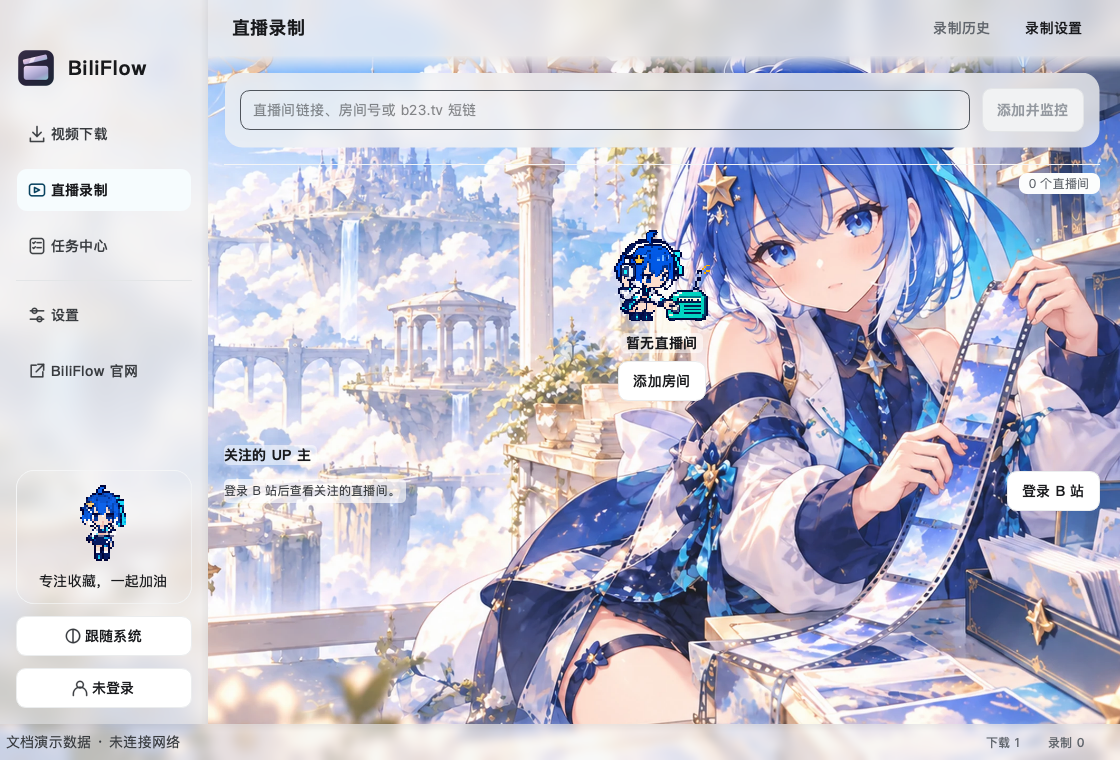 直播录制
录制历史
录制设置
BiliFlow
直播间链接、房间号或 b23.tv 短链
添加并监控
视频下载
直播录制
0 个直播间
任务中心
设置
暂无直播间
BiliFlow 官网
添加房间
关注的 UP 主
登录 B 站后查看关注的直播间。
登录 B 站
专注收藏，一起加油
跟随系统
未登录
文档演示数据 · 未连接网络
下载 1
录制 0